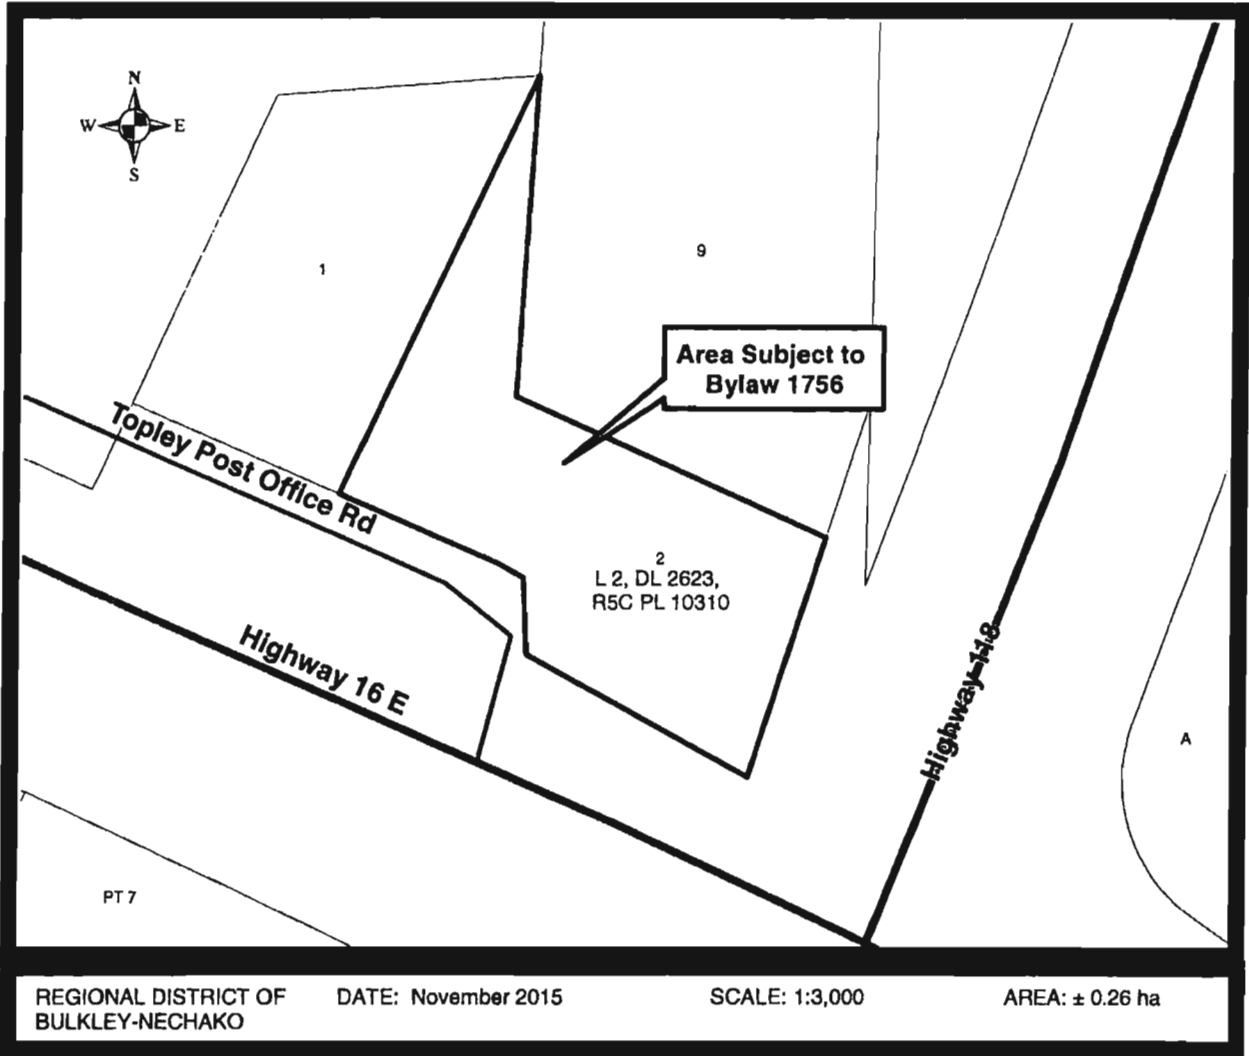 N
W E
S
1
9
Area Subject to
Bylaw 1756
Topley Post Office Rd
2
L 2, DL 2623,
R5C PL 10310
Highway 16 E
Highway 118
A
PT 7
REGIONAL DISTRICT OF
BULKLEY-NECHAKO
DATE: November 2015
SCALE: 1:3,000
AREA: ± 0.26 ha